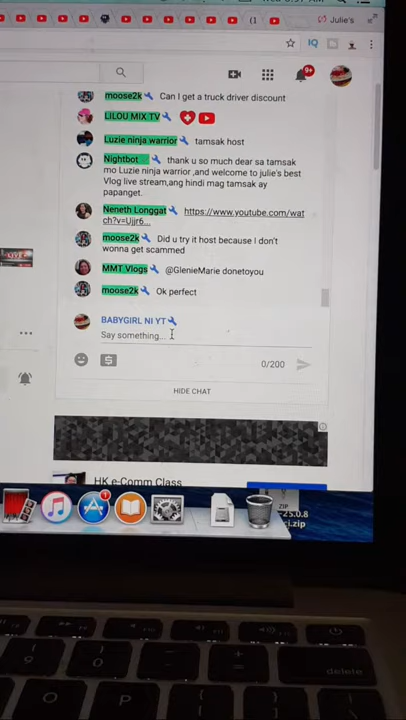 Julie's
IQ
9+
moose2k Can I get a truck driver discount
LILOU MIX TV
Luzie ninja warrior tamsak host
Nightbot thank u so much dear sa tamsak
mo Luzie ninja warrior ,and welcome to julie's best
Vlog live stream,ang hindi mag tamsak ay
papanget.
Neneth Longgat https://www.youtube.com/wat
ch?v=Ujjr6...
moose2k Did u try it host because I don't
wonna get scammed
MMT Vlogs @GlenieMarie donetoyou
moose2k Ok perfect
BABYGIRL NI YT
Say something...
0/200
HIDE CHAT
HK e-Comm Class
ZIP
delete
O P